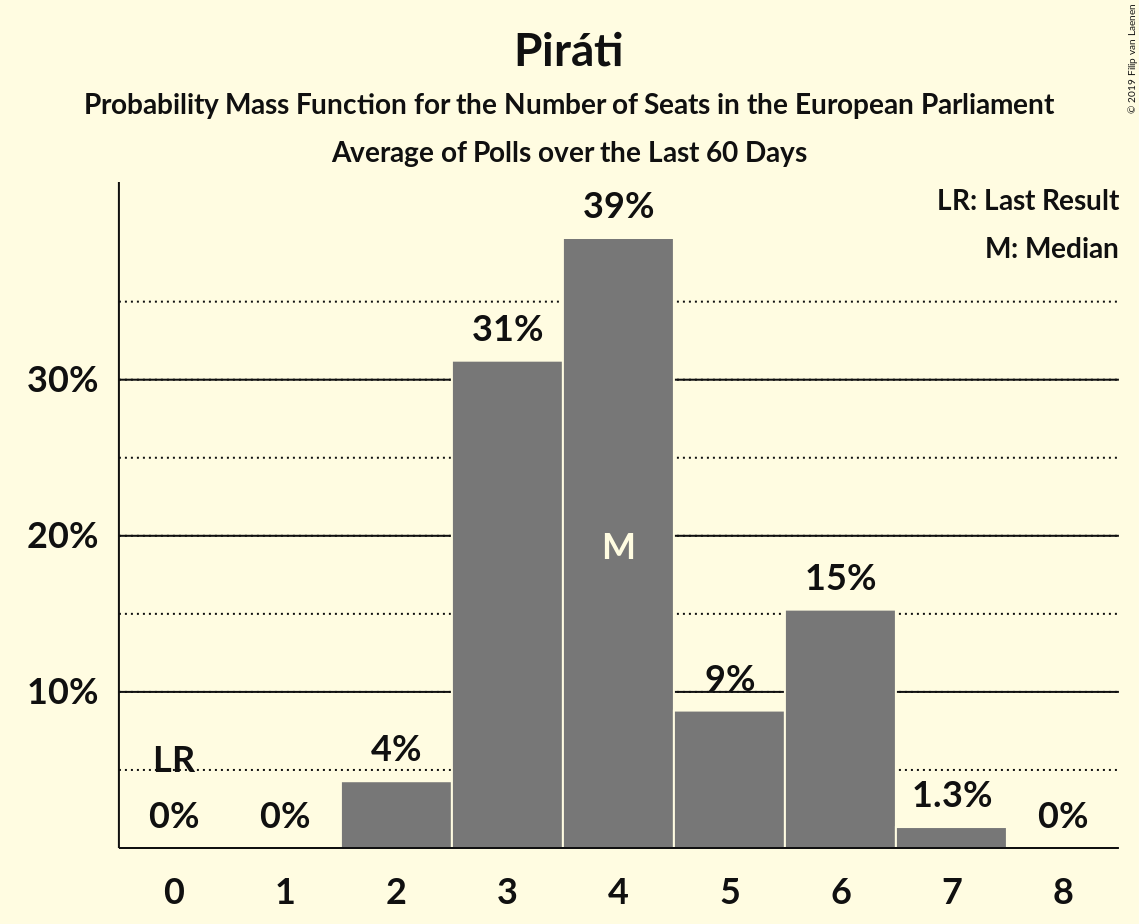 Piráti
Probability Mass Function for the Number of Seats in the European Parliament
Average of Polls over the Last 60 Days
© 2019 Filip van Laenen
LR: Last Result
M: Median
39%
31%
30%
20%
M
15%
10%
9%
LR
4%
1.3%
0%
0%
0%
0 1 2 3 4 5 6 7 8